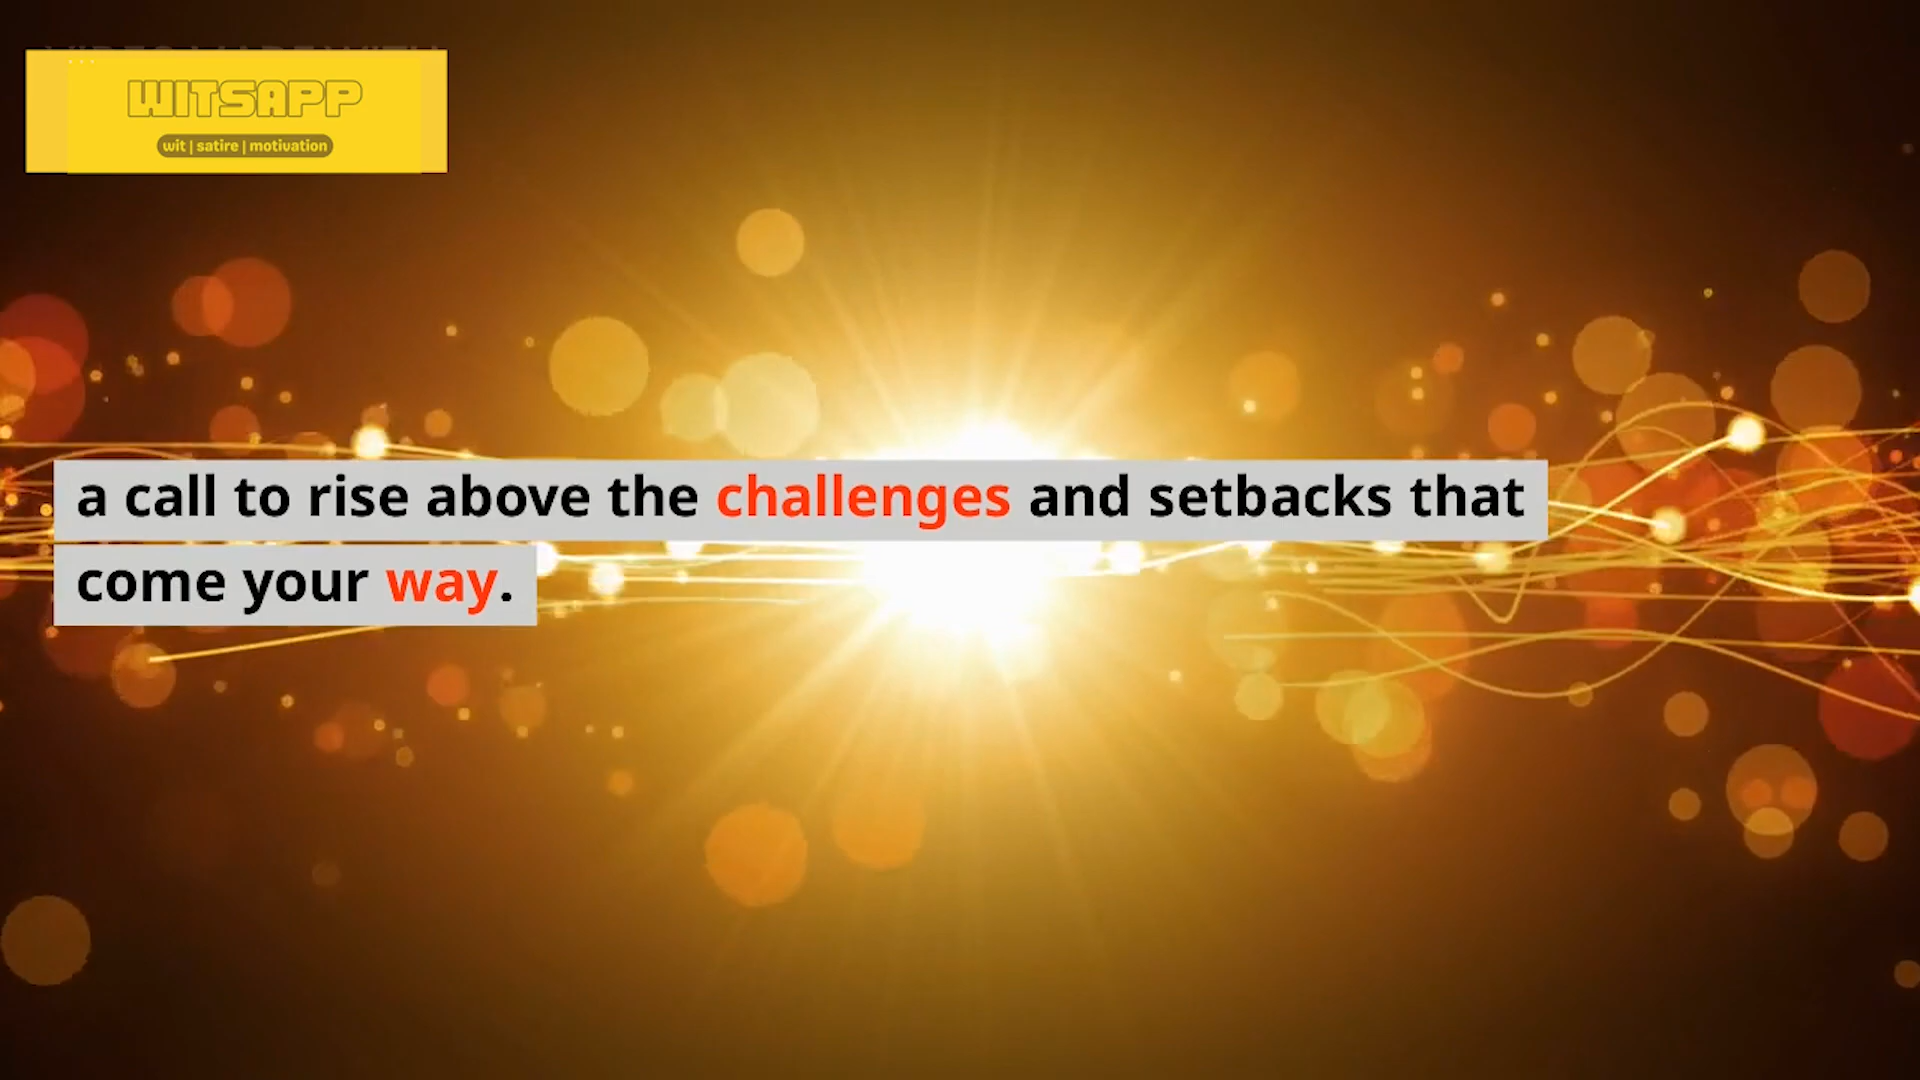 WITSAPP
wit | satire | motivation
a call to rise above the challenges and setbacks that
come your way.